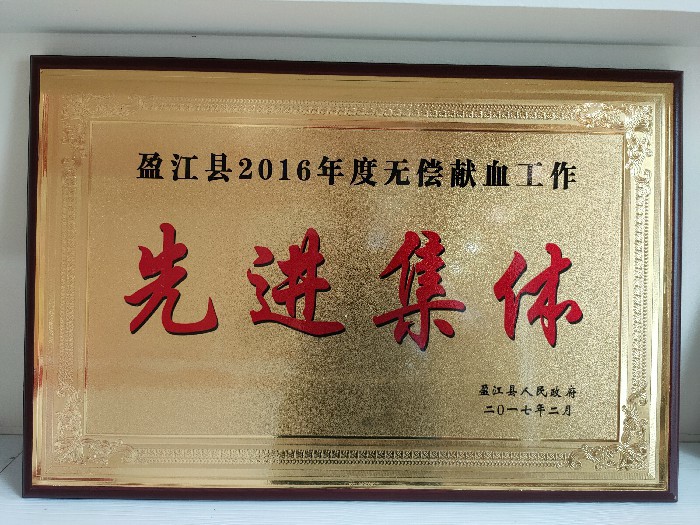 盈江县2016年度无偿献血工作
先进集体
盈江县人民政府
二〇一七年二月